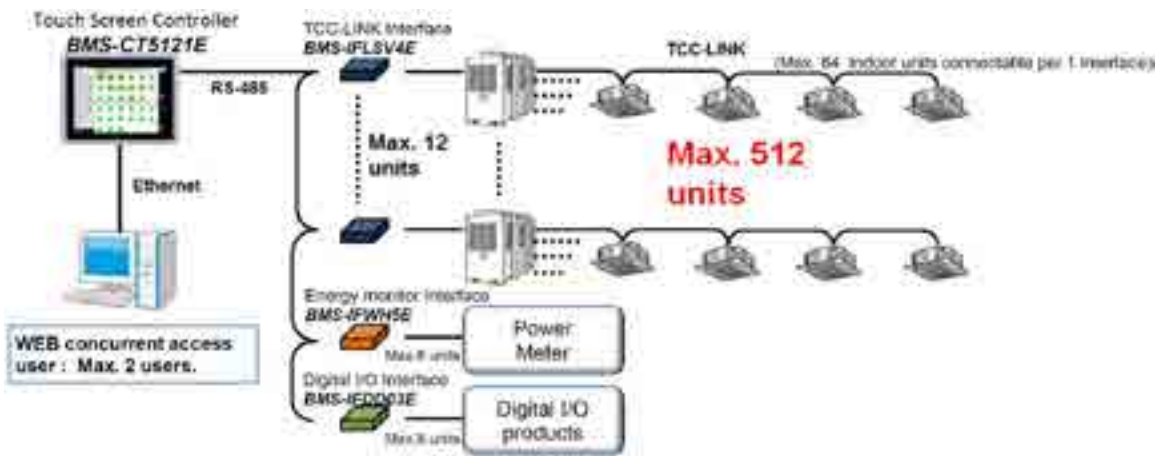 Touch Screen Controller
BMS-CT5121E
TCC-LINK Interface
BMS-IFLSV4E
TCC-LINK
(Max. 64 Indoor units connectable per 1 Interface)
RS-485
Max. 12
units
Max. 512
units
Ethernet
Energy monitor Interface
BMS-IFWH5E
Power
Meter
Max.8 units
WEB concurrent access
user : Max. 2 users.
Digital I/O Interface
BMS-IFDD03E
Digital I/O
products
Max.8 units